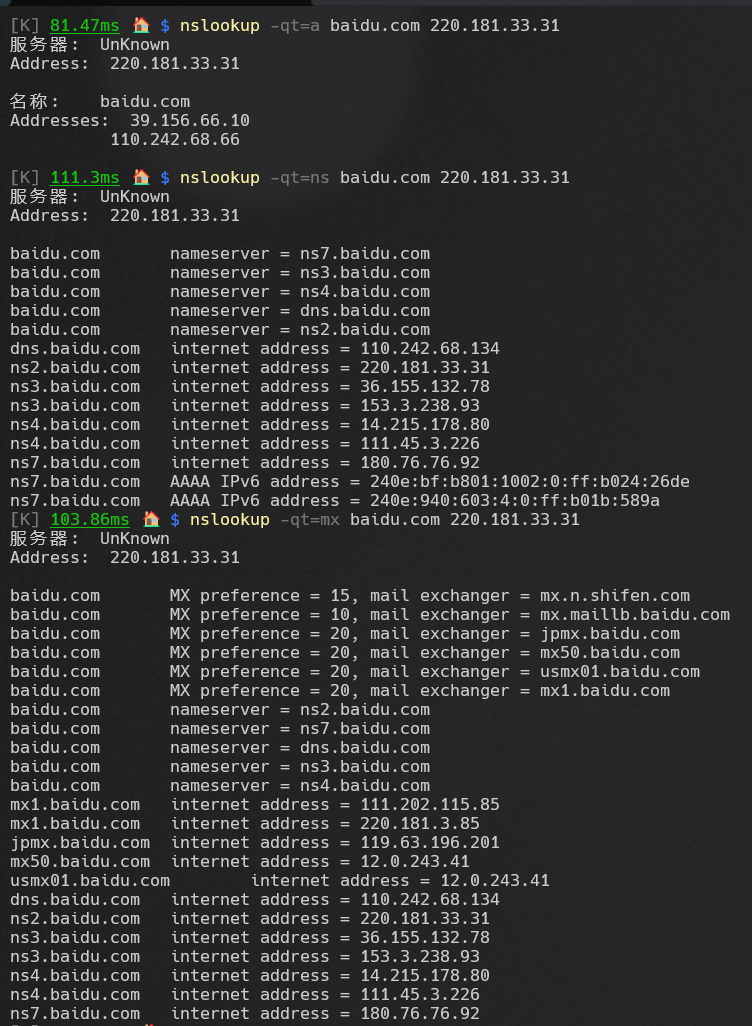 [K] 81.47ms 🏠 $ nslookup -qt=a baidu.com 220.181.33.31
服务器:  UnKnown
Address:  220.181.33.31
名称:    baidu.com
Addresses:  39.156.66.10
          110.242.68.66
[K] 111.3ms 🏠 $ nslookup -qt=ns baidu.com 220.181.33.31
服务器:  UnKnown
Address:  220.181.33.31
baidu.com       nameserver = ns7.baidu.com
baidu.com       nameserver = ns3.baidu.com
baidu.com       nameserver = ns4.baidu.com
baidu.com       nameserver = dns.baidu.com
baidu.com       nameserver = ns2.baidu.com
dns.baidu.com   internet address = 110.242.68.134
ns2.baidu.com   internet address = 220.181.33.31
ns3.baidu.com   internet address = 36.155.132.78
ns3.baidu.com   internet address = 153.3.238.93
ns4.baidu.com   internet address = 14.215.178.80
ns4.baidu.com   internet address = 111.45.3.226
ns7.baidu.com   internet address = 180.76.76.92
ns7.baidu.com   AAAA IPv6 address = 240e:bf:b801:1002:0:ff:b024:26de
ns7.baidu.com   AAAA IPv6 address = 240e:940:603:4:0:ff:b01b:589a
[K] 103.86ms 🏠 $ nslookup -qt=mx baidu.com 220.181.33.31
服务器:  UnKnown
Address:  220.181.33.31
baidu.com       MX preference = 15, mail exchanger = mx.n.shifen.com
baidu.com       MX preference = 10, mail exchanger = mx.maillb.baidu.com
baidu.com       MX preference = 20, mail exchanger = jpmx.baidu.com
baidu.com       MX preference = 20, mail exchanger = mx50.baidu.com
baidu.com       MX preference = 20, mail exchanger = usmx01.baidu.com
baidu.com       MX preference = 20, mail exchanger = mx1.baidu.com
baidu.com       nameserver = ns2.baidu.com
baidu.com       nameserver = ns7.baidu.com
baidu.com       nameserver = dns.baidu.com
baidu.com       nameserver = ns3.baidu.com
baidu.com       nameserver = ns4.baidu.com
mx1.baidu.com   internet address = 111.202.115.85
mx1.baidu.com   internet address = 220.181.3.85
jpmx.baidu.com  internet address = 119.63.196.201
mx50.baidu.com  internet address = 12.0.243.41
usmx01.baidu.com        internet address = 12.0.243.41
dns.baidu.com   internet address = 110.242.68.134
ns2.baidu.com   internet address = 220.181.33.31
ns3.baidu.com   internet address = 36.155.132.78
ns3.baidu.com   internet address = 153.3.238.93
ns4.baidu.com   internet address = 14.215.178.80
ns4.baidu.com   internet address = 111.45.3.226
ns7.baidu.com   internet address = 180.76.76.92